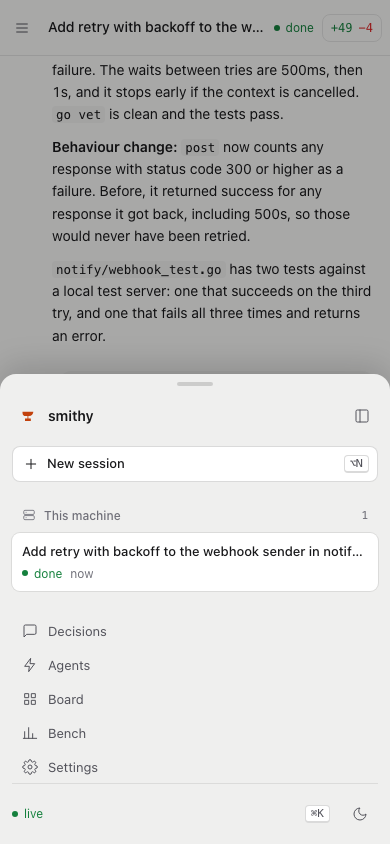 Add retry with backoff to the w...
done
+49 −4
failure. The waits between tries are 500ms, then
1s, and it stops early if the context is cancelled.
go vet is clean and the tests pass.
Behaviour change: post now counts any
response with status code 300 or higher as a
failure. Before, it returned success for any
response it got back, including 500s, so those
would never have been retried.
notify/webhook_test.go has two tests against
a local test server: one that succeeds on the third
try, and one that fails all three times and returns
an error.
smithy
New session
⌥N
This machine
1
Add retry with backoff to the webhook sender in notif...
done now
Decisions
Agents
Board
Bench
Settings
live
⌘K